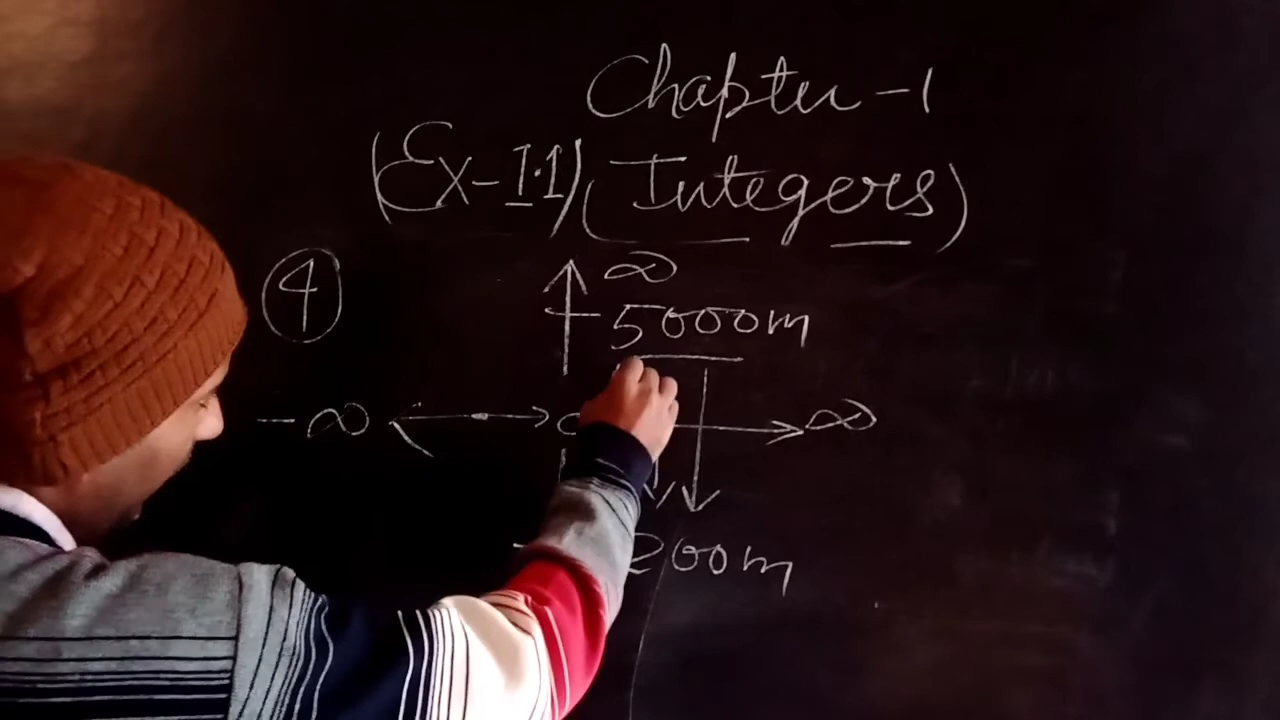 Chapter-1
(Ex-1.1) (Integers)
4
∞
5000m
-∞
∞
200m